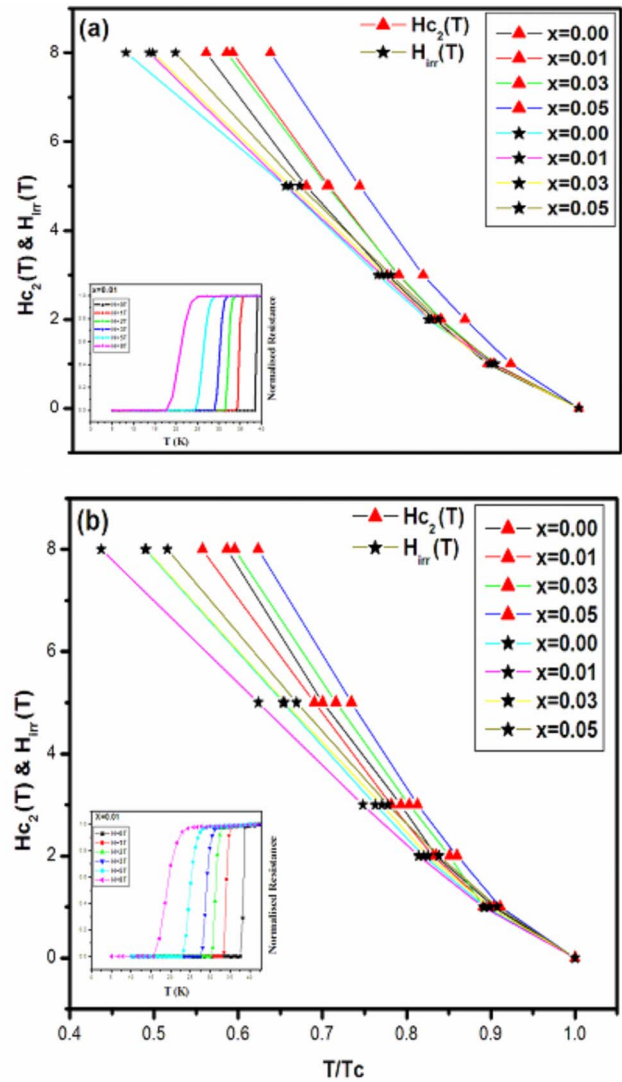 (a)
Hc2(T)
Hirr(T)
x=0.00
x=0.01
x=0.03
x=0.05
x=0.00
x=0.01
x=0.03
x=0.05
Hc2(T) & Hirr(T)
8
6
4
2
0
x=0.01
Normalised Resistance
T (K)
(b)
Hc2(T)
Hirr(T)
x=0.00
x=0.01
x=0.03
x=0.05
x=0.00
x=0.01
x=0.03
x=0.05
Hc2(T) & Hirr(T)
8
6
4
2
0
X=0.01
Normalised Resistance
T (K)
0.4 0.5 0.6 0.7 0.8 0.9 1.0
T/Tc